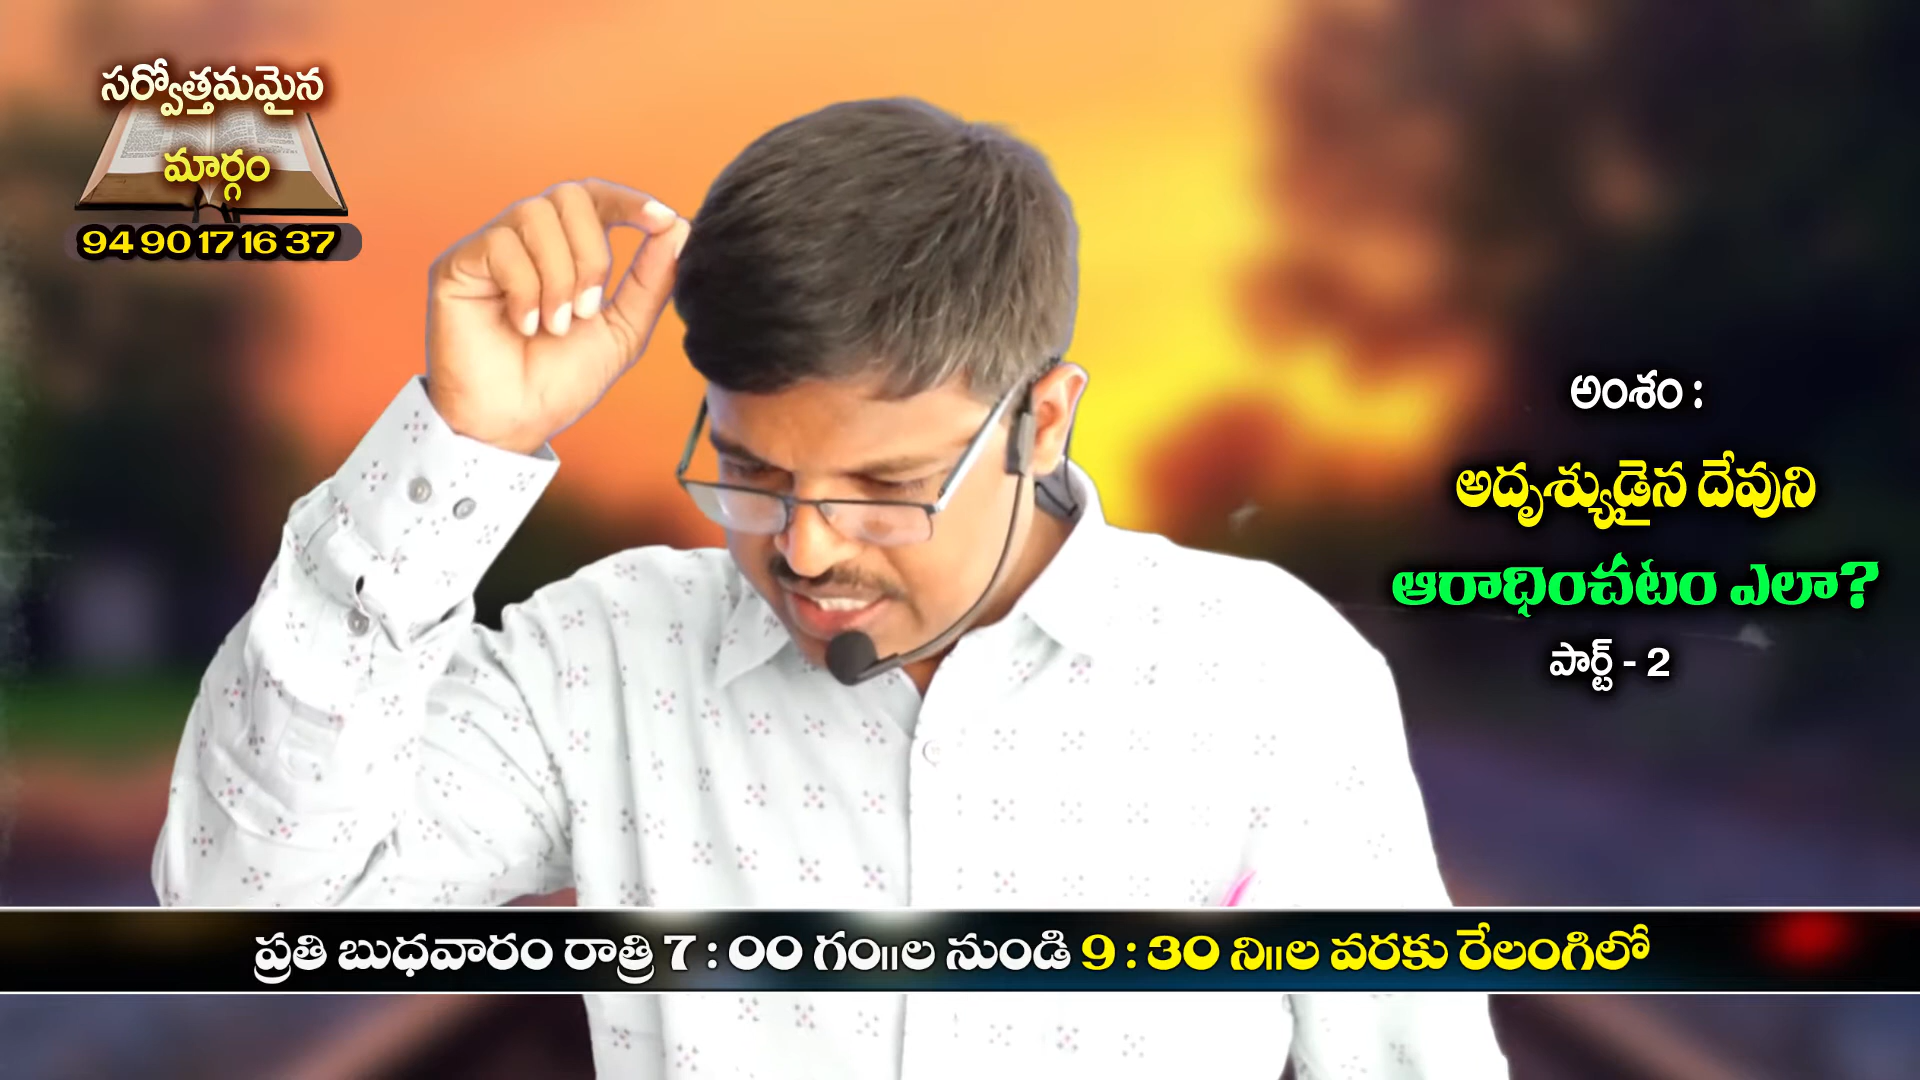 సర్వోత్తమమైన
మార్గం
94 90 17 16 37
అంశం :
అదృశ్యుడైన దేవుని
ఆరాధించటం ఎలా?
పార్ట్ - 2
ప్రతి బుధవారం రాత్రి 7 : 00 గం॥ల నుండి 9 : 30 ని॥ల వరకు రేలంగిలో